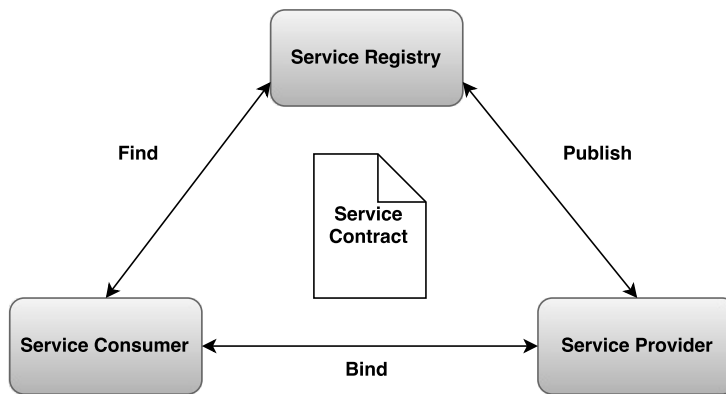 Service Registry
Find
Publish
Service
Contract
Service Consumer
Service Provider
Bind